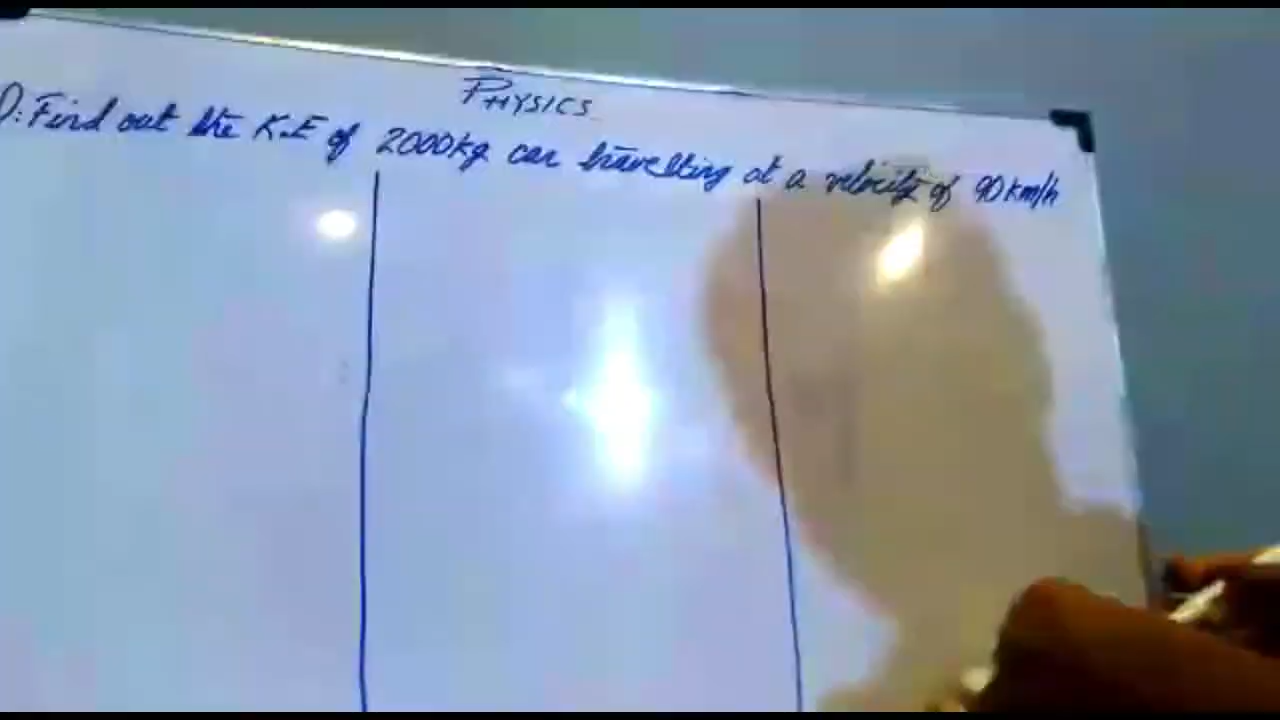 PHYSICS
Q: Find out the K.E of 2000kg car travelling at a velocity of 90km/h